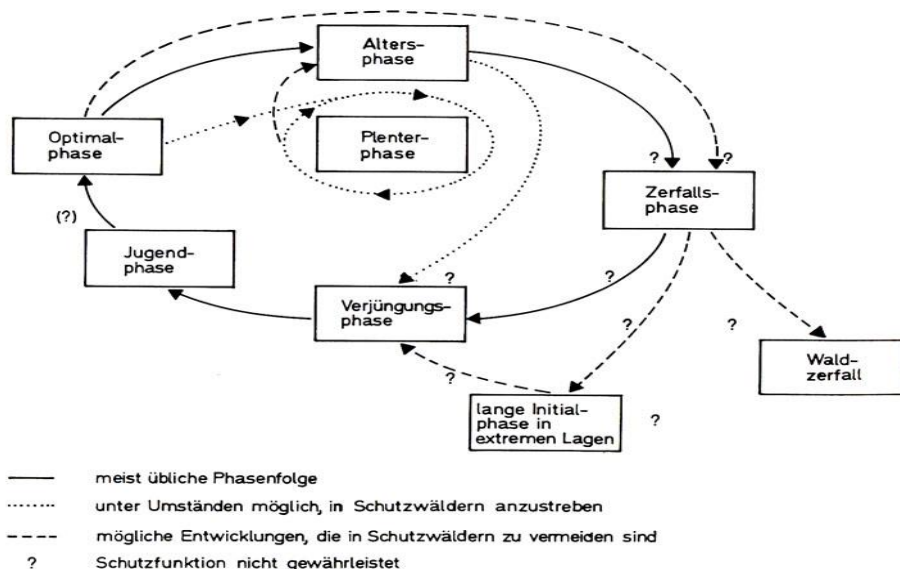 Alters-
phase
Optimal-
phase
Plenter-
phase
?
?
Zerfalls-
phase
(?)
Jugend-
phase
?
?
Verjüngungs-
phase
?
?
Wald-
zerfall
?
lange Initial-
phase in
extremen Lagen
?
meist übliche Phasenfolge
unter Umständen möglich, in Schutzwäldern anzustreben
mögliche Entwicklungen, die in Schutzwäldern zu vermeiden sind
? Schutzfunktion nicht gewährleistet